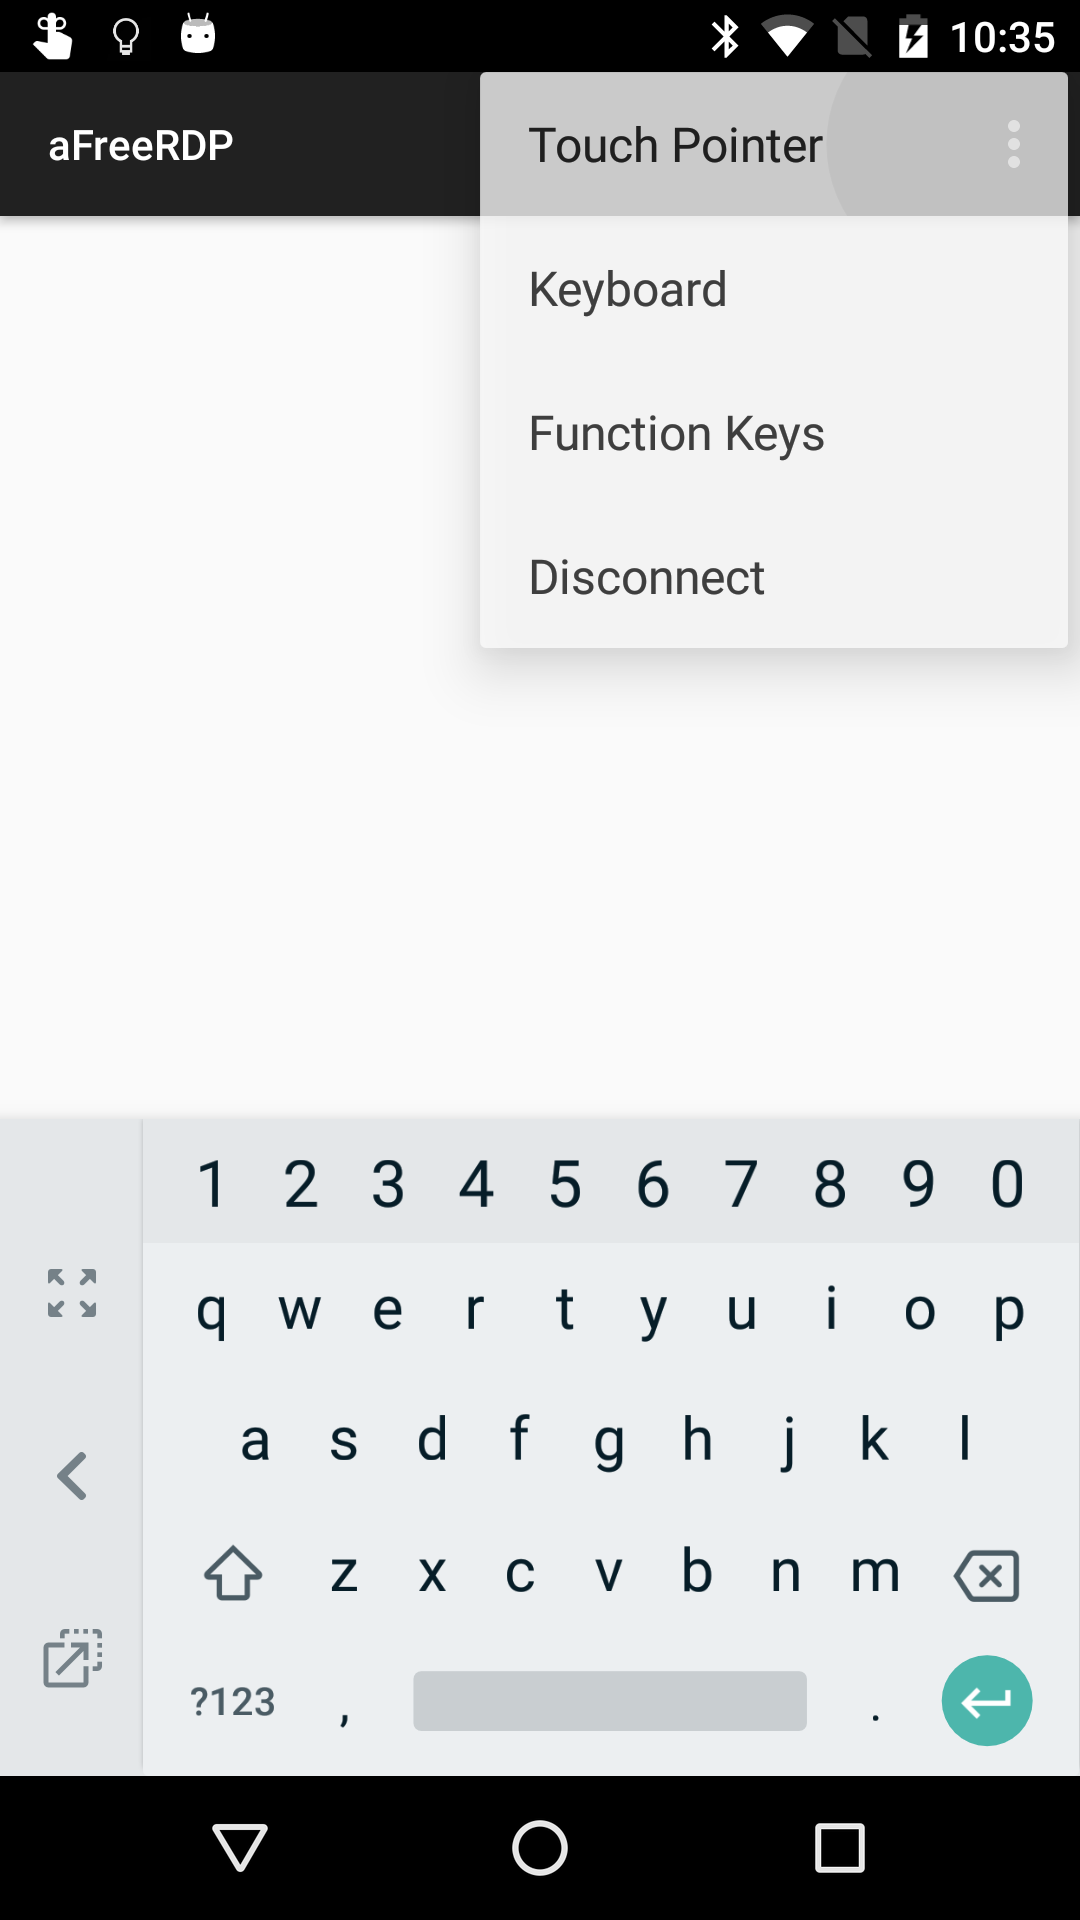 10:35
aFreeRDP
Touch Pointer
Keyboard
Function Keys
Disconnect
1 2 3 4 5 6 7 8 9 0
q w e r t y u i o p
a s d f g h j k l
z x c v b n m
?123 , .